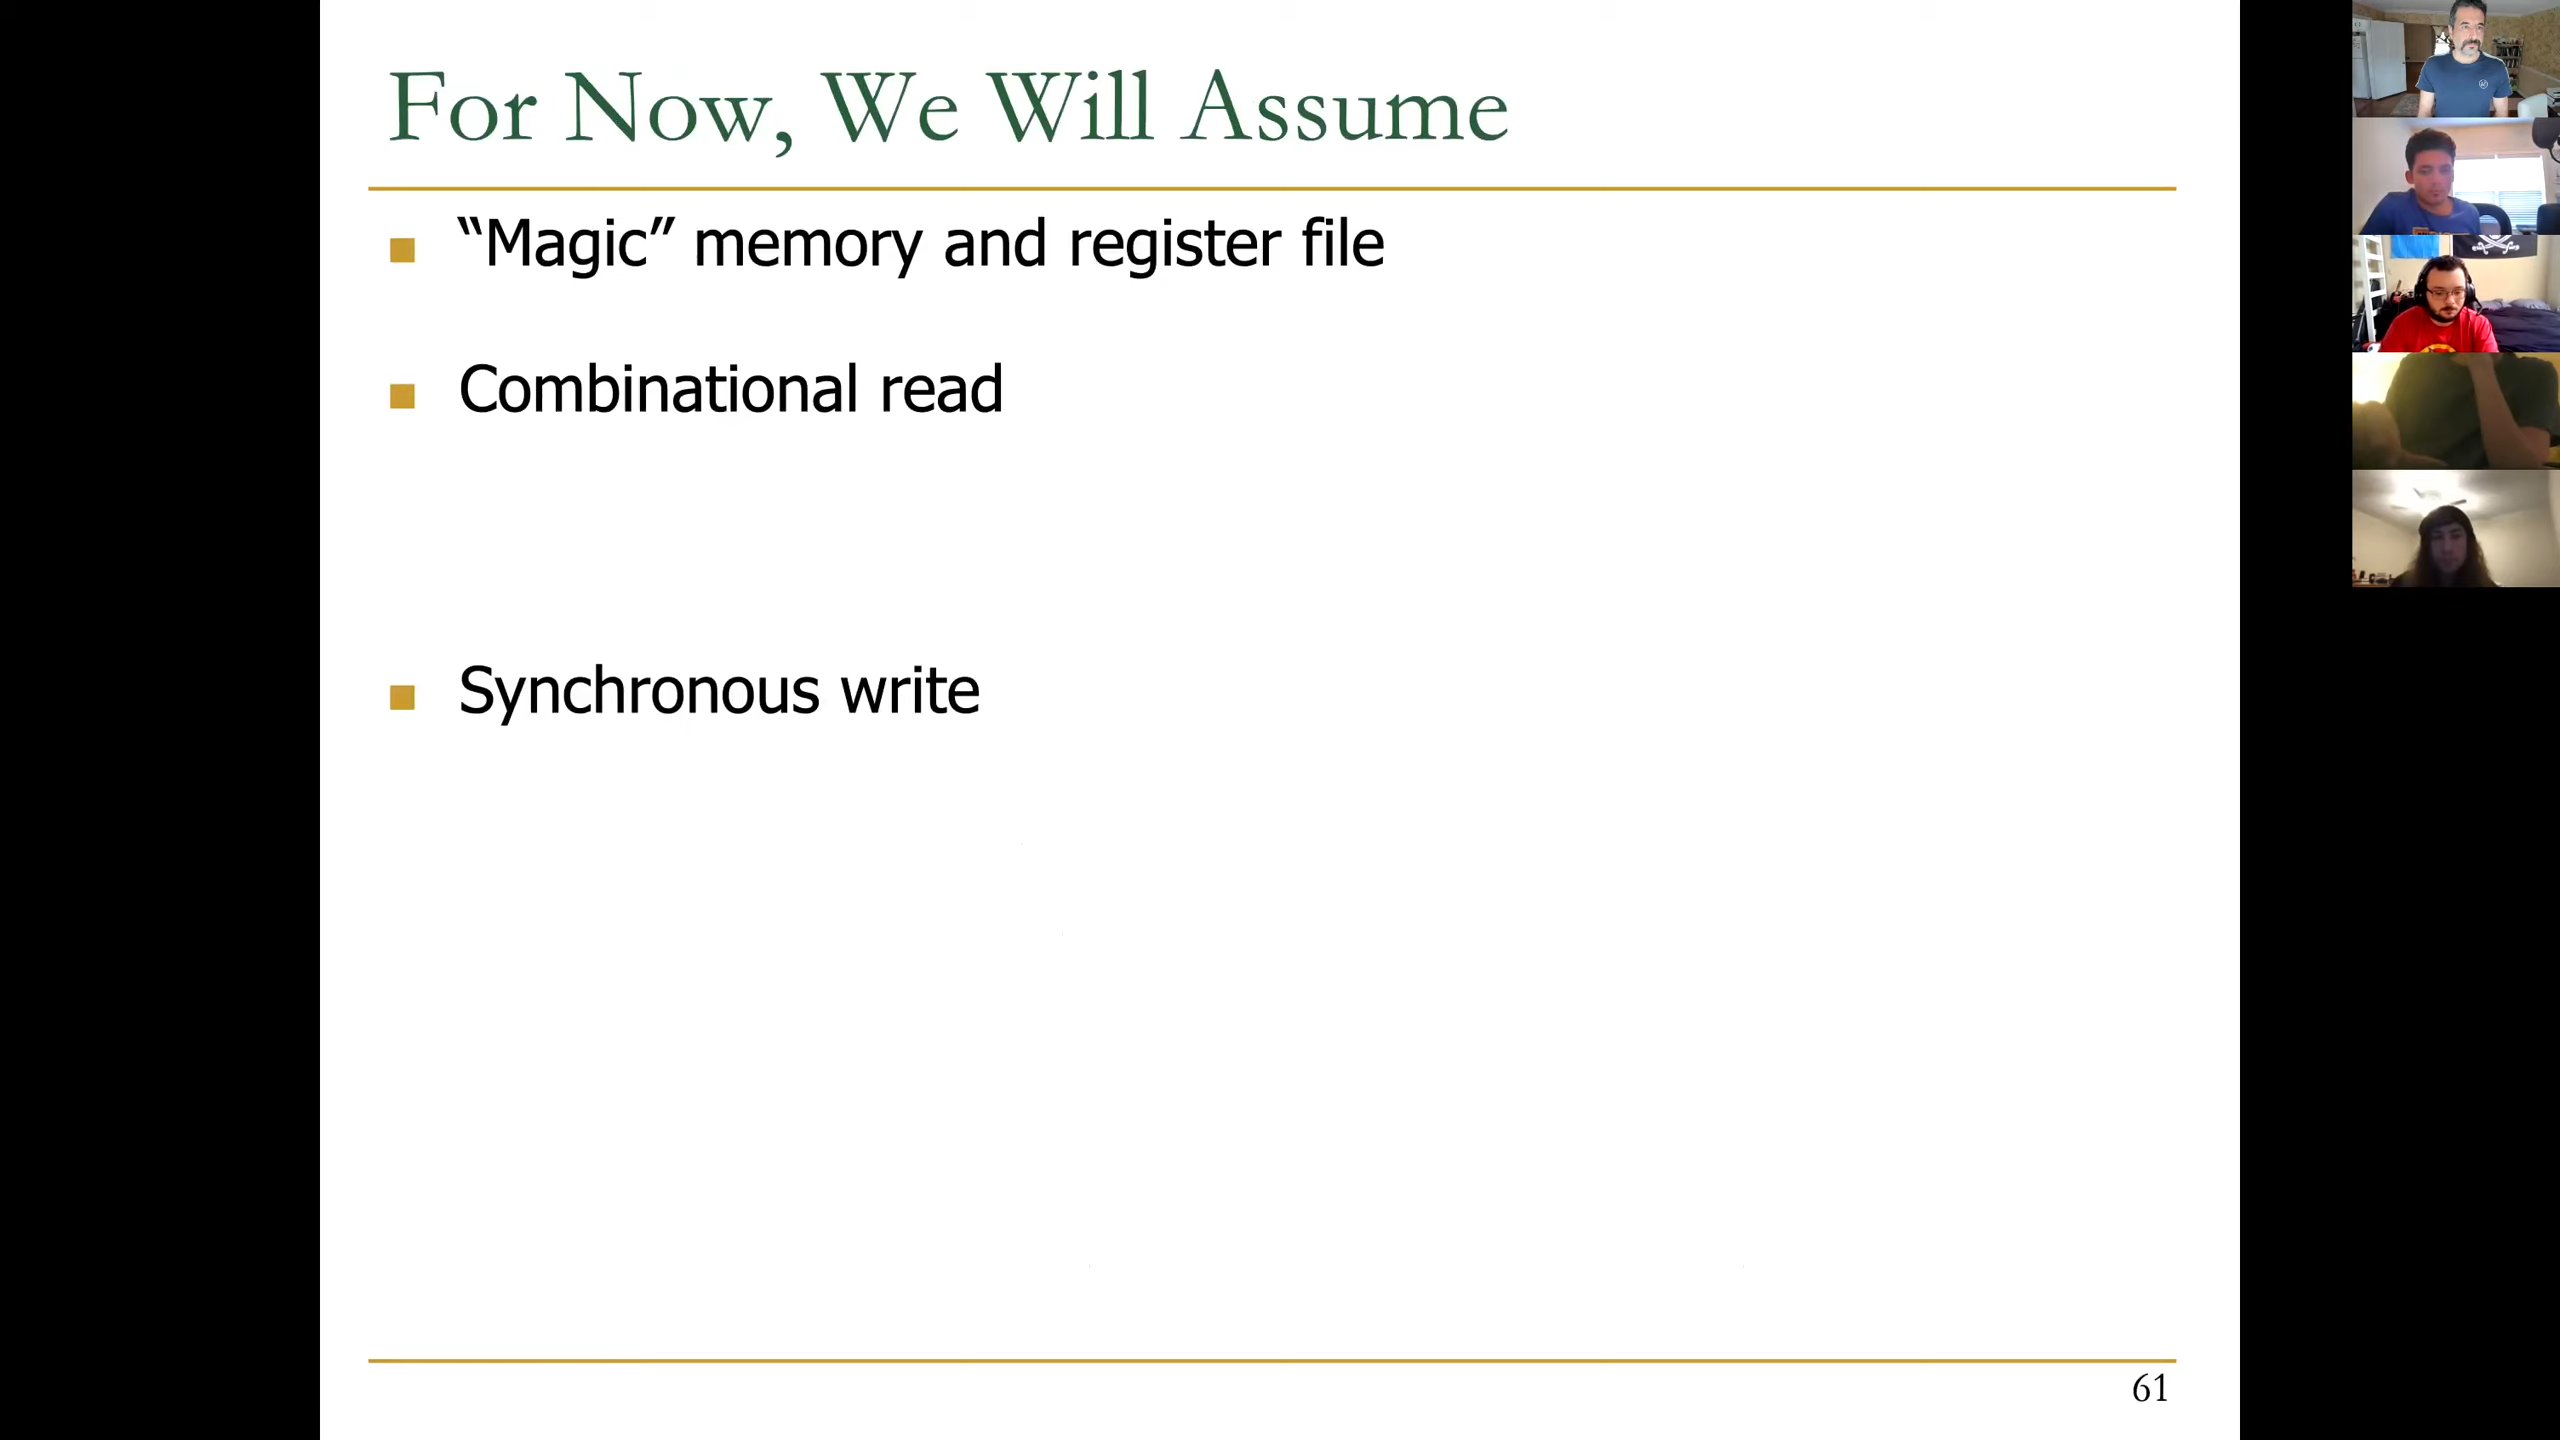 For Now, We Will Assume
“Magic” memory and register file
Combinational read
Synchronous write
61